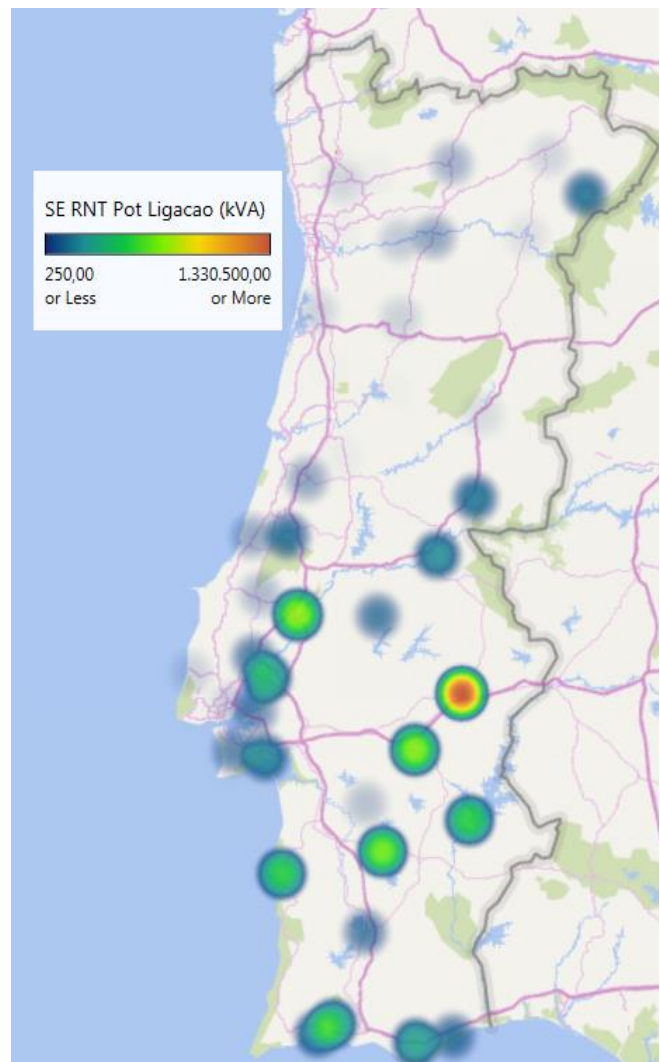 SE RNT Pot Ligacao (kVA)
250,00 1.330.500,00
or Less or More